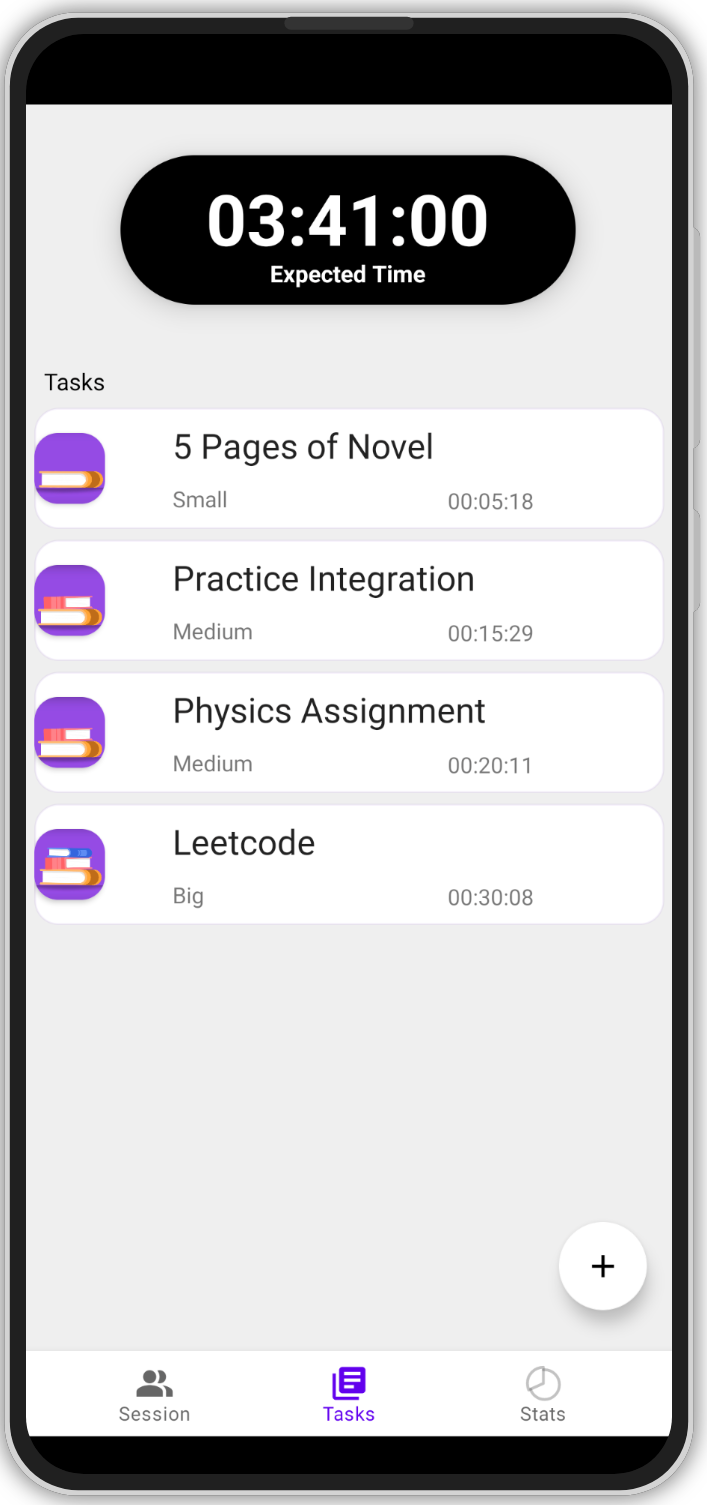 03:41:00
Expected Time
Tasks
5 Pages of Novel
Small 00:05:18
Practice Integration
Medium 00:15:29
Physics Assignment
Medium 00:20:11
Leetcode
Big 00:30:08
+
Session Tasks Stats